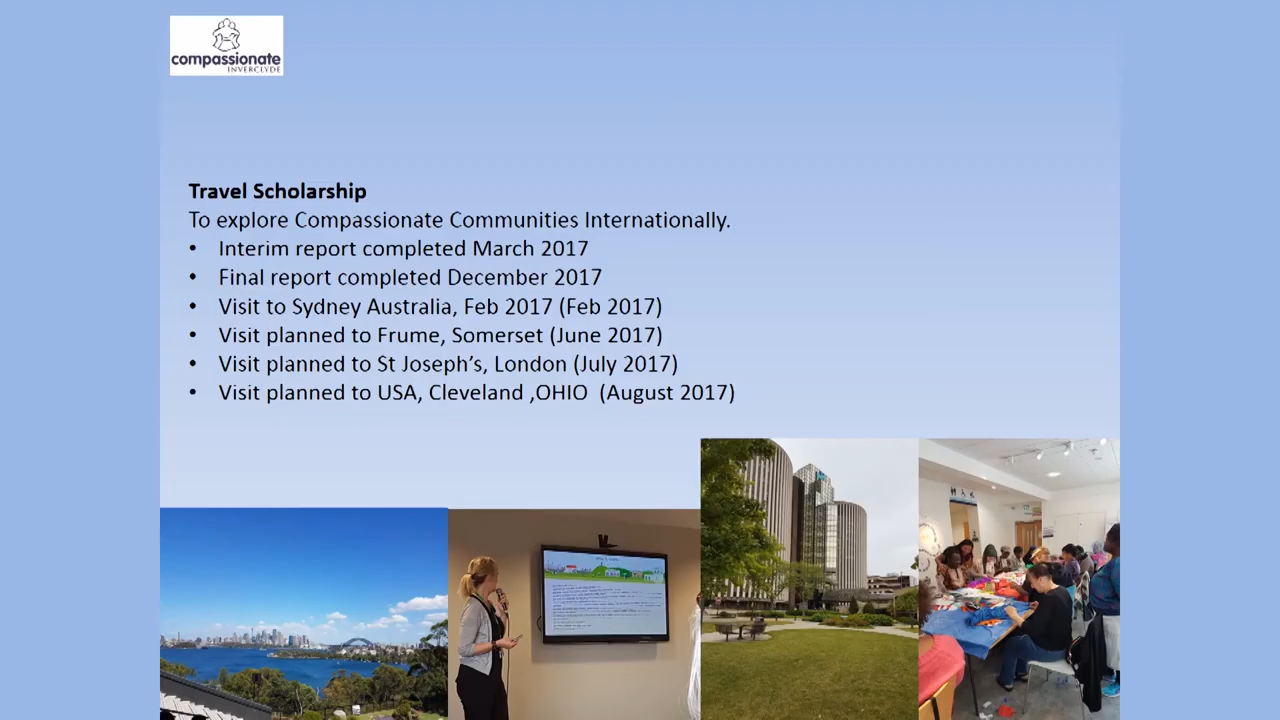 compassionate
INVERCLYDE
Travel Scholarship
To explore Compassionate Communities Internationally.
• Interim report completed March 2017
• Final report completed December 2017
• Visit to Sydney Australia, Feb 2017 (Feb 2017)
• Visit planned to Frume, Somerset (June 2017)
• Visit planned to St Joseph’s, London (July 2017)
• Visit planned to USA, Cleveland ,OHIO (August 2017)